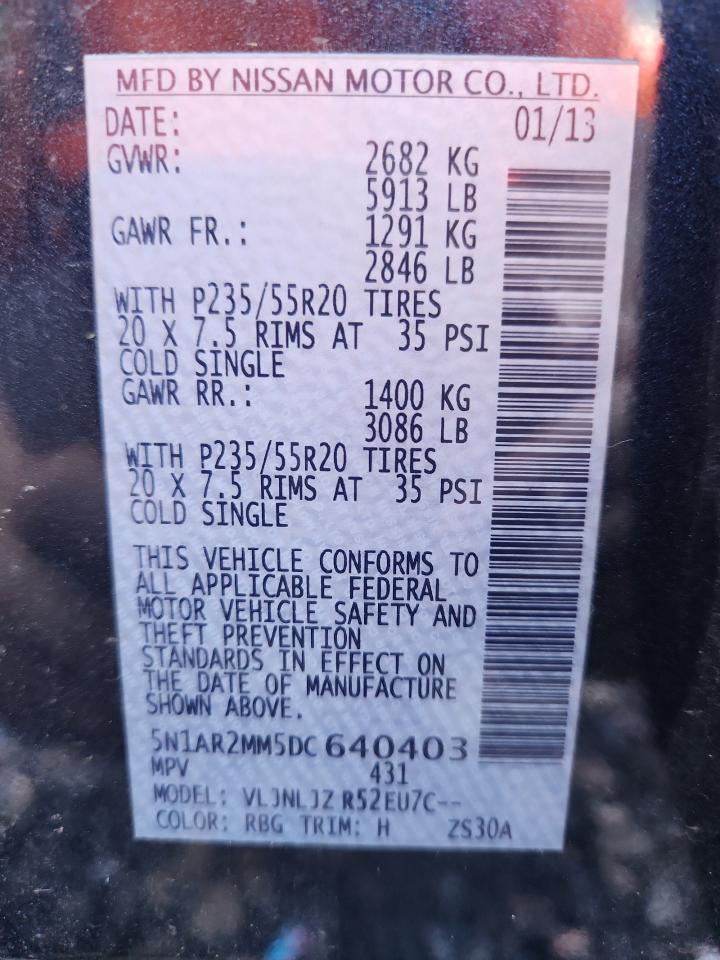 MFD BY NISSAN MOTOR CO., LTD.
DATE: 01/13
GVWR: 2682 KG
5913 LB
GAWR FR.: 1291 KG
2846 LB
WITH P235/55R20 TIRES
20 X 7.5 RIMS AT 35 PSI
COLD SINGLE
GAWR RR.: 1400 KG
3086 LB
WITH P235/55R20 TIRES
20 X 7.5 RIMS AT 35 PSI
COLD SINGLE
THIS VEHICLE CONFORMS TO
ALL APPLICABLE FEDERAL
MOTOR VEHICLE SAFETY AND
THEFT PREVENTION
STANDARDS IN EFFECT ON
THE DATE OF MANUFACTURE
SHOWN ABOVE.
5N1AR2MM5DC640403
MPV 431
MODEL: VLJNLJZ R52EU7C--
COLOR: RBG TRIM: H ZS30A